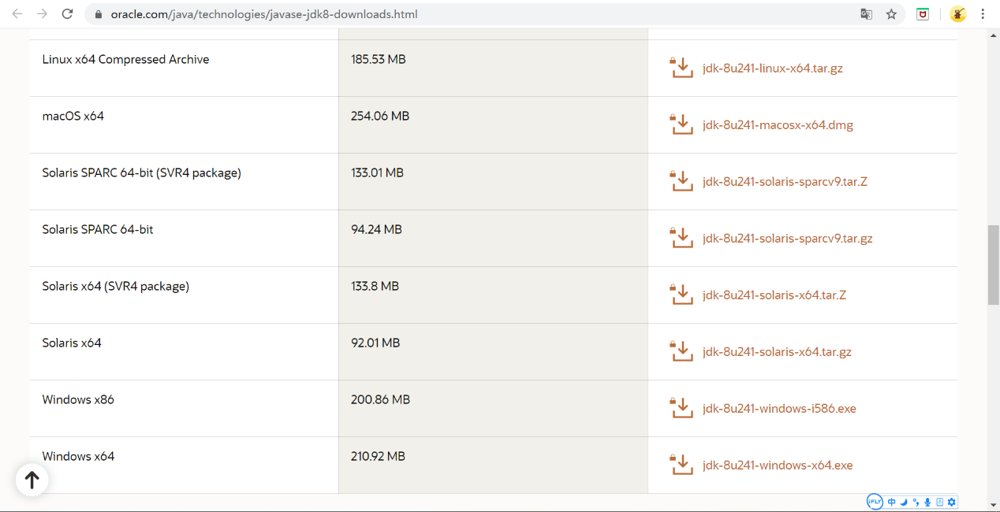 oracle.com/java/technologies/javase-jdk8-downloads.html
Linux x64 Compressed Archive 185.53 MB jdk-8u241-linux-x64.tar.gz
macOS x64 254.06 MB jdk-8u241-macosx-x64.dmg
Solaris SPARC 64-bit (SVR4 package) 133.01 MB jdk-8u241-solaris-sparcv9.tar.Z
Solaris SPARC 64-bit 94.24 MB jdk-8u241-solaris-sparcv9.tar.gz
Solaris x64 (SVR4 package) 133.8 MB jdk-8u241-solaris-x64.tar.Z
Solaris x64 92.01 MB jdk-8u241-solaris-x64.tar.gz
Windows x86 200.86 MB jdk-8u241-windows-i586.exe
Windows x64 210.92 MB jdk-8u241-windows-x64.exe
iFLY 中